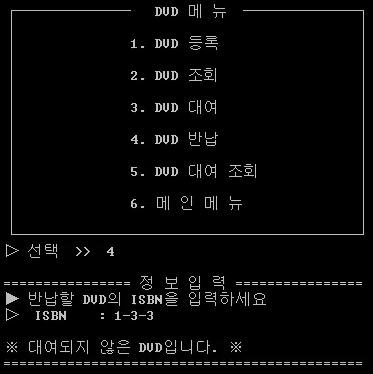 DVD 메 뉴
1. DVD 등록
2. DVD 조회
3. DVD 대여
4. DVD 반납
5. DVD 대여 조회
6. 메 인 메 뉴
▷ 선택 >> 4
================ 정 보 입 력 ================
▶ 반납할 DVD의 ISBN을 입력하세요
▷ ISBN : 1-3-3
※ 대여되지 않은 DVD입니다. ※
=============================================